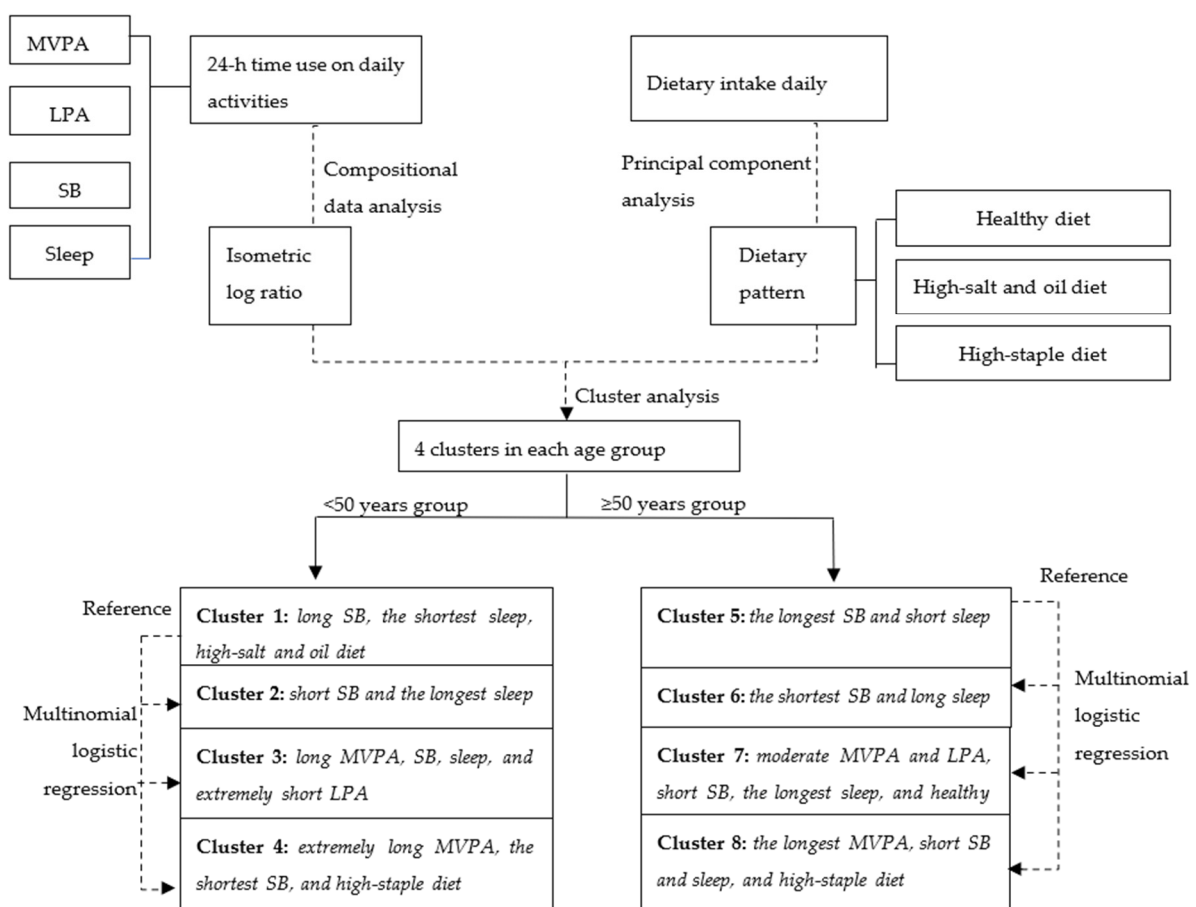 MVPA
LPA
SB
Sleep
24-h time use on daily
activities
Dietary intake daily
Compositional
data analysis
Principal component
analysis
Isometric
log ratio
Dietary
pattern
Healthy diet
High-salt and oil diet
High-staple diet
Cluster analysis
4 clusters in each age group
<50 years group
≥50 years group
Reference
Multinomial
logistic
regression
Cluster 1: long SB, the shortest sleep,
high-salt and oil diet
Cluster 2: short SB and the longest sleep
Cluster 3: long MVPA, SB, sleep, and
extremely short LPA
Cluster 4: extremely long MVPA, the
shortest SB, and high-staple diet
Cluster 5: the longest SB and short sleep
Cluster 6: the shortest SB and long sleep
Cluster 7: moderate MVPA and LPA,
short SB, the longest sleep, and healthy
Cluster 8: the longest MVPA, short SB
and sleep, and high-staple diet
Reference
Multinomial
logistic
regression